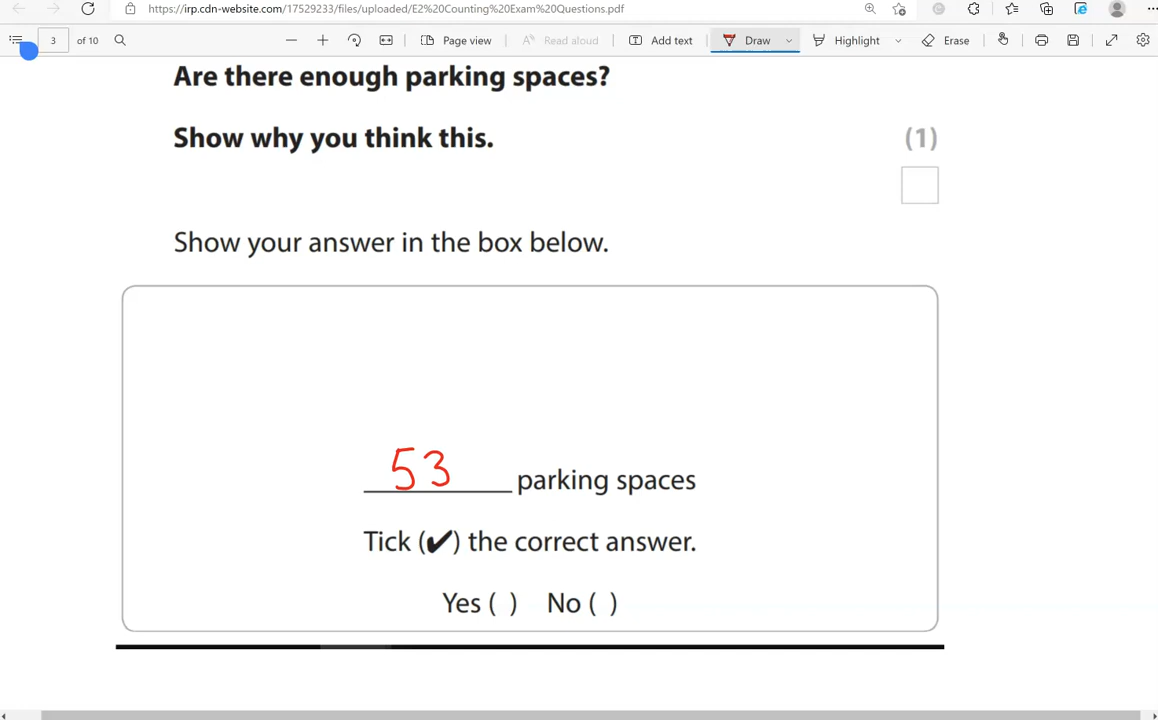 https://irp.cdn-website.com/17529233/files/uploaded/E2%20Counting%20Exam%20Questions.pdf
3 of 10 Page view Read aloud Add text Draw Highlight Erase
Are there enough parking spaces?
Show why you think this. (1)
Show your answer in the box below.
53 parking spaces
Tick (✔) the correct answer.
Yes ( ) No ( )